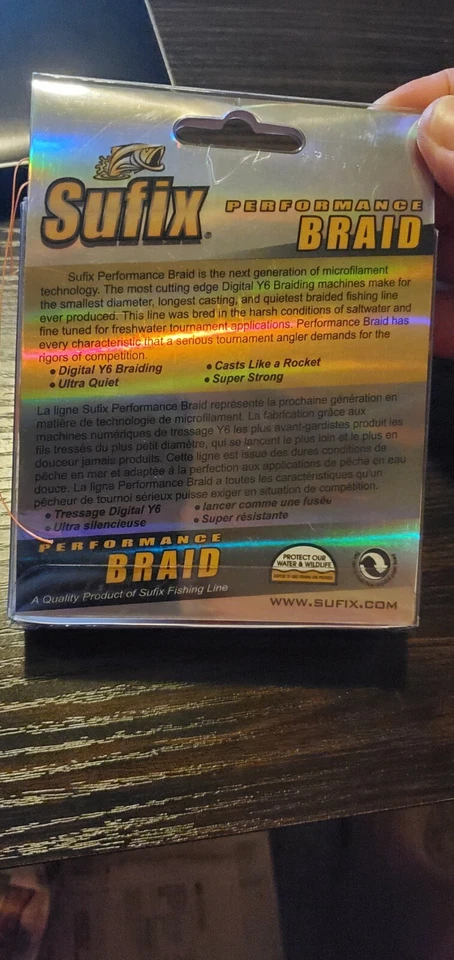 Sufix®
PERFORMANCE
BRAID
Sufix Performance Braid is the next generation of microfilament
technology. The most cutting edge Digital Y6 Braiding machines make for
the smallest diameter, longest casting, and quietest braided fishing line
ever produced. This line was bred in the harsh conditions of saltwater and
fine tuned for freshwater tournament applications. Performance Braid has
every characteristic that a serious tournament angler demands for the
rigors of competition.
• Digital Y6 Braiding • Casts Like a Rocket
• Ultra Quiet • Super Strong
La ligne Sufix Performance Braid représente la prochaine génération en
matière de technologie de microfilament. La fabrication grâce aux
machines numériques de tressage Y6 les plus avant-gardistes produit les
fils tressés du plus petit diamètre, qui se lancent le plus loin et le plus en
douceur jamais produits. Cette ligne est issue des dures conditions de
pêche en mer et adaptée à la perfection aux applications de pêche en eau
douce. La ligne Performance Braid a toutes les caractéristiques qu'un
pêcheur de tournoi sérieux puisse exiger en situation de compétition.
• Tressage Digital Y6 • lancer comme une fusée
• Ultra silencieuse • Super résistante
PERFORMANCE
BRAID
A Quality Product of Sufix Fishing Line
PROTECT OUR
WATER & WILDLIFE
WWW.SUFIX.COM